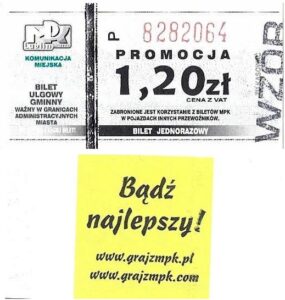 MPK
Lublin
KOMUNIKACJA
MIEJSKA
BILET
ULGOWY
GMINNY
WAŻNY W GRANICACH
ADMINISTRACYJNYCH
MIASTA
P 8282064
PROMOCJA
1,20zł
CENA Z VAT
ZABRONIONE JEST KORZYSTANIE Z BILETÓW MPK
W POJAZDACH INNYCH PRZEWOŹNIKÓW.
BILET JEDNORAZOWY
WZÓR
Bądź
najlepszy!
www.grajzmpk.pl
www.grajzmpk.com